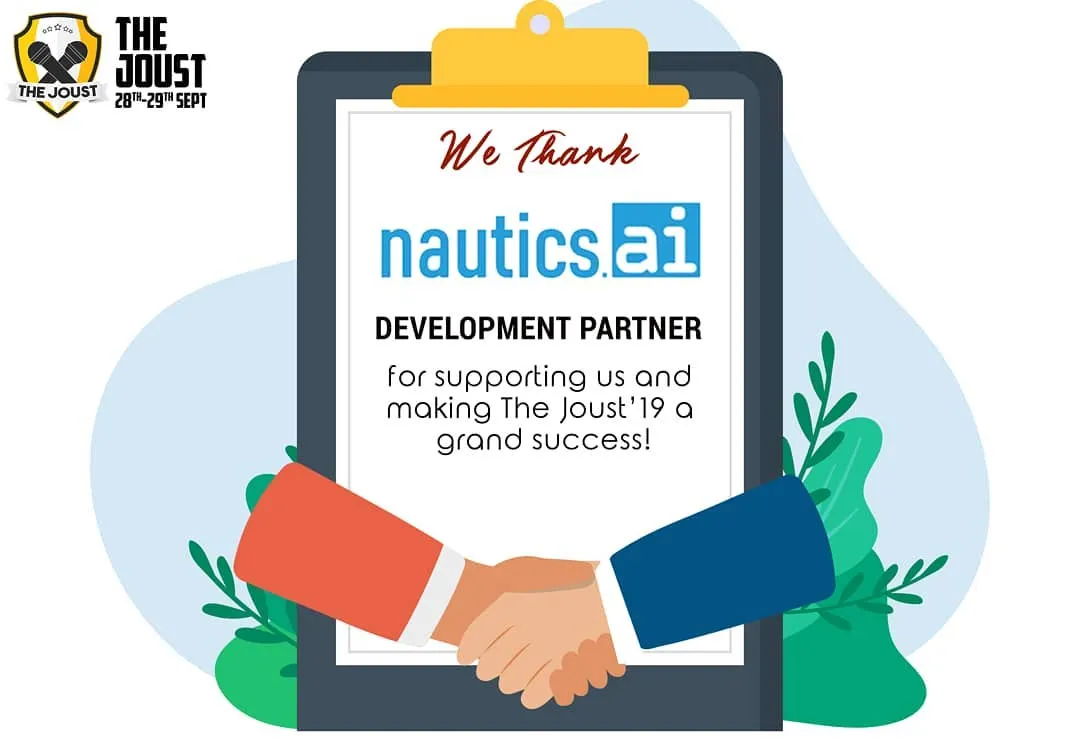 THE JOUST
THE
JOUST
28TH-29TH SEPT
We Thank
nautics.ai
DEVELOPMENT PARTNER
for supporting us and
making The Joust'19 a
grand success!